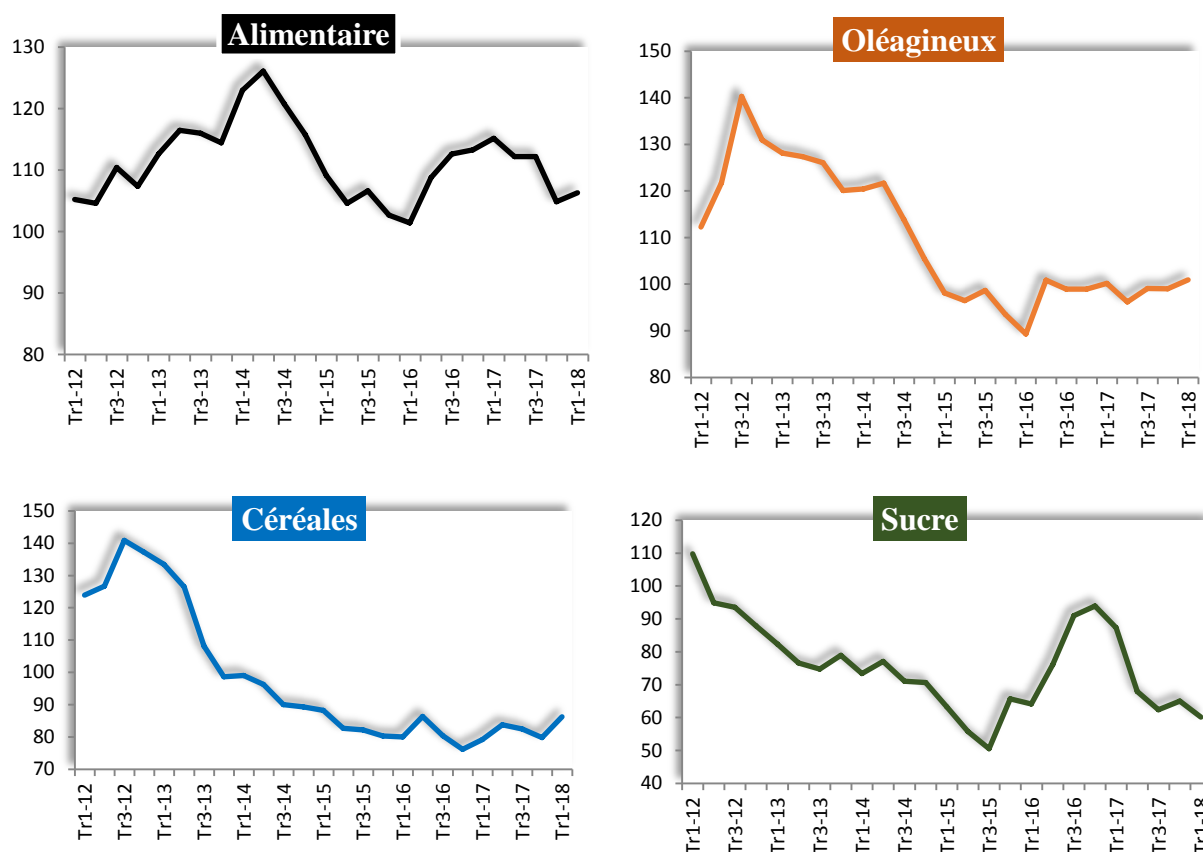 Alimentaire
130
120
110
100
90
80
Tr1-12
Tr3-12
Tr1-13
Tr3-13
Tr1-14
Tr3-14
Tr1-15
Tr3-15
Tr1-16
Tr3-16
Tr1-17
Tr3-17
Tr1-18
Oléagineux
150
140
130
120
110
100
90
80
Tr1-12
Tr3-12
Tr1-13
Tr3-13
Tr1-14
Tr3-14
Tr1-15
Tr3-15
Tr1-16
Tr3-16
Tr1-17
Tr3-17
Tr1-18
Céréales
150
140
130
120
110
100
90
80
70
Tr1-12
Tr3-12
Tr1-13
Tr3-13
Tr1-14
Tr3-14
Tr1-15
Tr3-15
Tr1-16
Tr3-16
Tr1-17
Tr3-17
Tr1-18
Sucre
120
110
100
90
80
70
60
50
40
Tr1-12
Tr3-12
Tr1-13
Tr3-13
Tr1-14
Tr3-14
Tr1-15
Tr3-15
Tr1-16
Tr3-16
Tr1-17
Tr3-17
Tr1-18